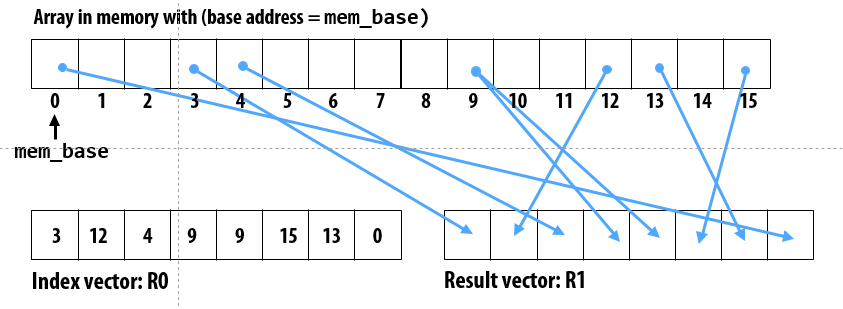 Array in memory with (base address = mem_base)
0 1 2 3 4 5 6 7 8 9 10 11 12 13 14 15
mem_base
3 12 4 9 9 15 13 0
Index vector: R0
Result vector: R1